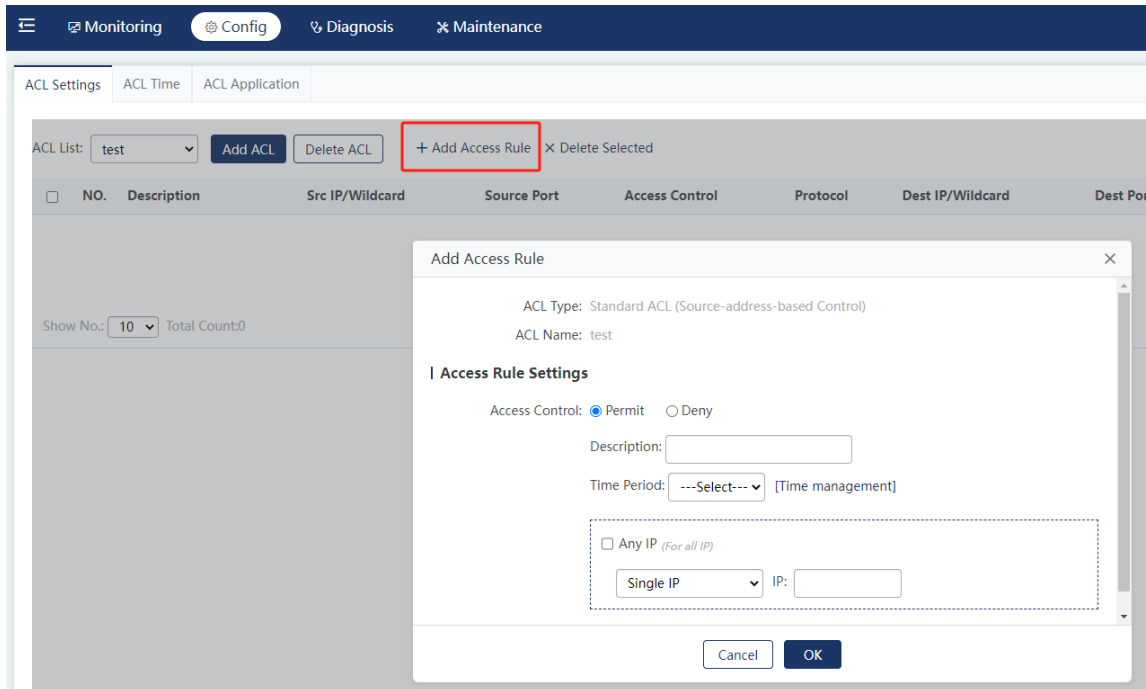 Monitoring Config Diagnosis Maintenance
ACL Settings ACL Time ACL Application
ACL List: test Add ACL Delete ACL + Add Access Rule × Delete Selected
NO. Description Src IP/Wildcard Source Port Access Control Protocol Dest IP/Wildcard Dest Por
Add Access Rule
ACL Type: Standard ACL (Source-address-based Control)
Show No.: 10 Total Count:0
ACL Name: test
Access Rule Settings
Access Control: Permit Deny
Description:
Time Period: ---Select--- [Time management]
Any IP (For all IP)
Single IP IP:
Cancel OK